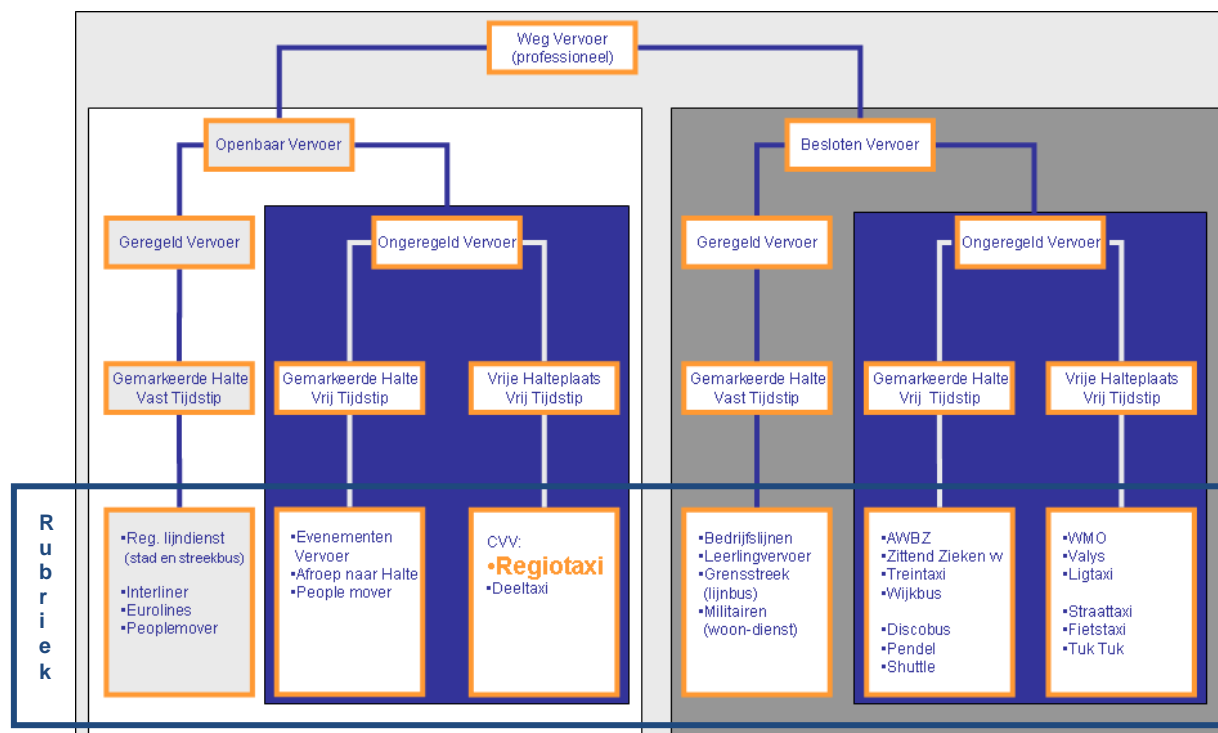 Weg Vervoer
(professioneel)
Openbaar Vervoer
Besloten Vervoer
Geregeld Vervoer
Ongeregeld Vervoer
Geregeld Vervoer
Ongeregeld Vervoer
Gemarkeerde Halte
Vast Tijdstip
Gemarkeerde Halte
Vrij Tijdstip
Vrije Halteplaats
Vrij Tijdstip
Gemarkeerde Halte
Vast Tijdstip
Gemarkeerde Halte
Vrij Tijdstip
Vrije Halteplaats
Vrij Tijdstip
Rubriek
▪Reg. lijndienst
(stad en streekbus)
▪Interliner
▪Eurolines
▪Peoplemover
▪Evenementen
Vervoer
▪Afroep naar Halte
▪People mover
CVV:
•Regiotaxi
▪Deeltaxi
▪Bedrijfslijnen
▪Leerlingvervoer
▪Grensstreek
(lijnbus)
▪Militairen
(woon-dienst)
▪AWBZ
▪Zittend Zieken w
▪Treintaxi
▪Wijkbus
▪Discobus
▪Pendel
▪Shuttle
▪WMO
▪Valys
▪Ligtaxi
▪Straattaxi
▪Fietstaxi
▪Tuk Tuk